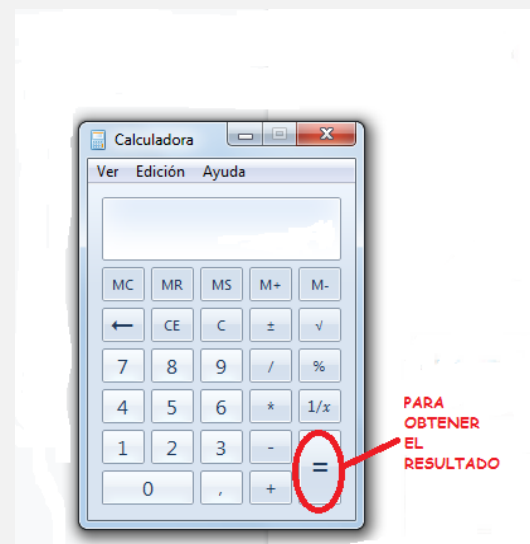 Calculadora
Ver Edición Ayuda
MC MR MS M+ M-
← CE C ± √
7 8 9 / %
4 5 6 * 1/x
1 2 3 - =
0 , +
PARA
OBTENER
EL
RESULTADO